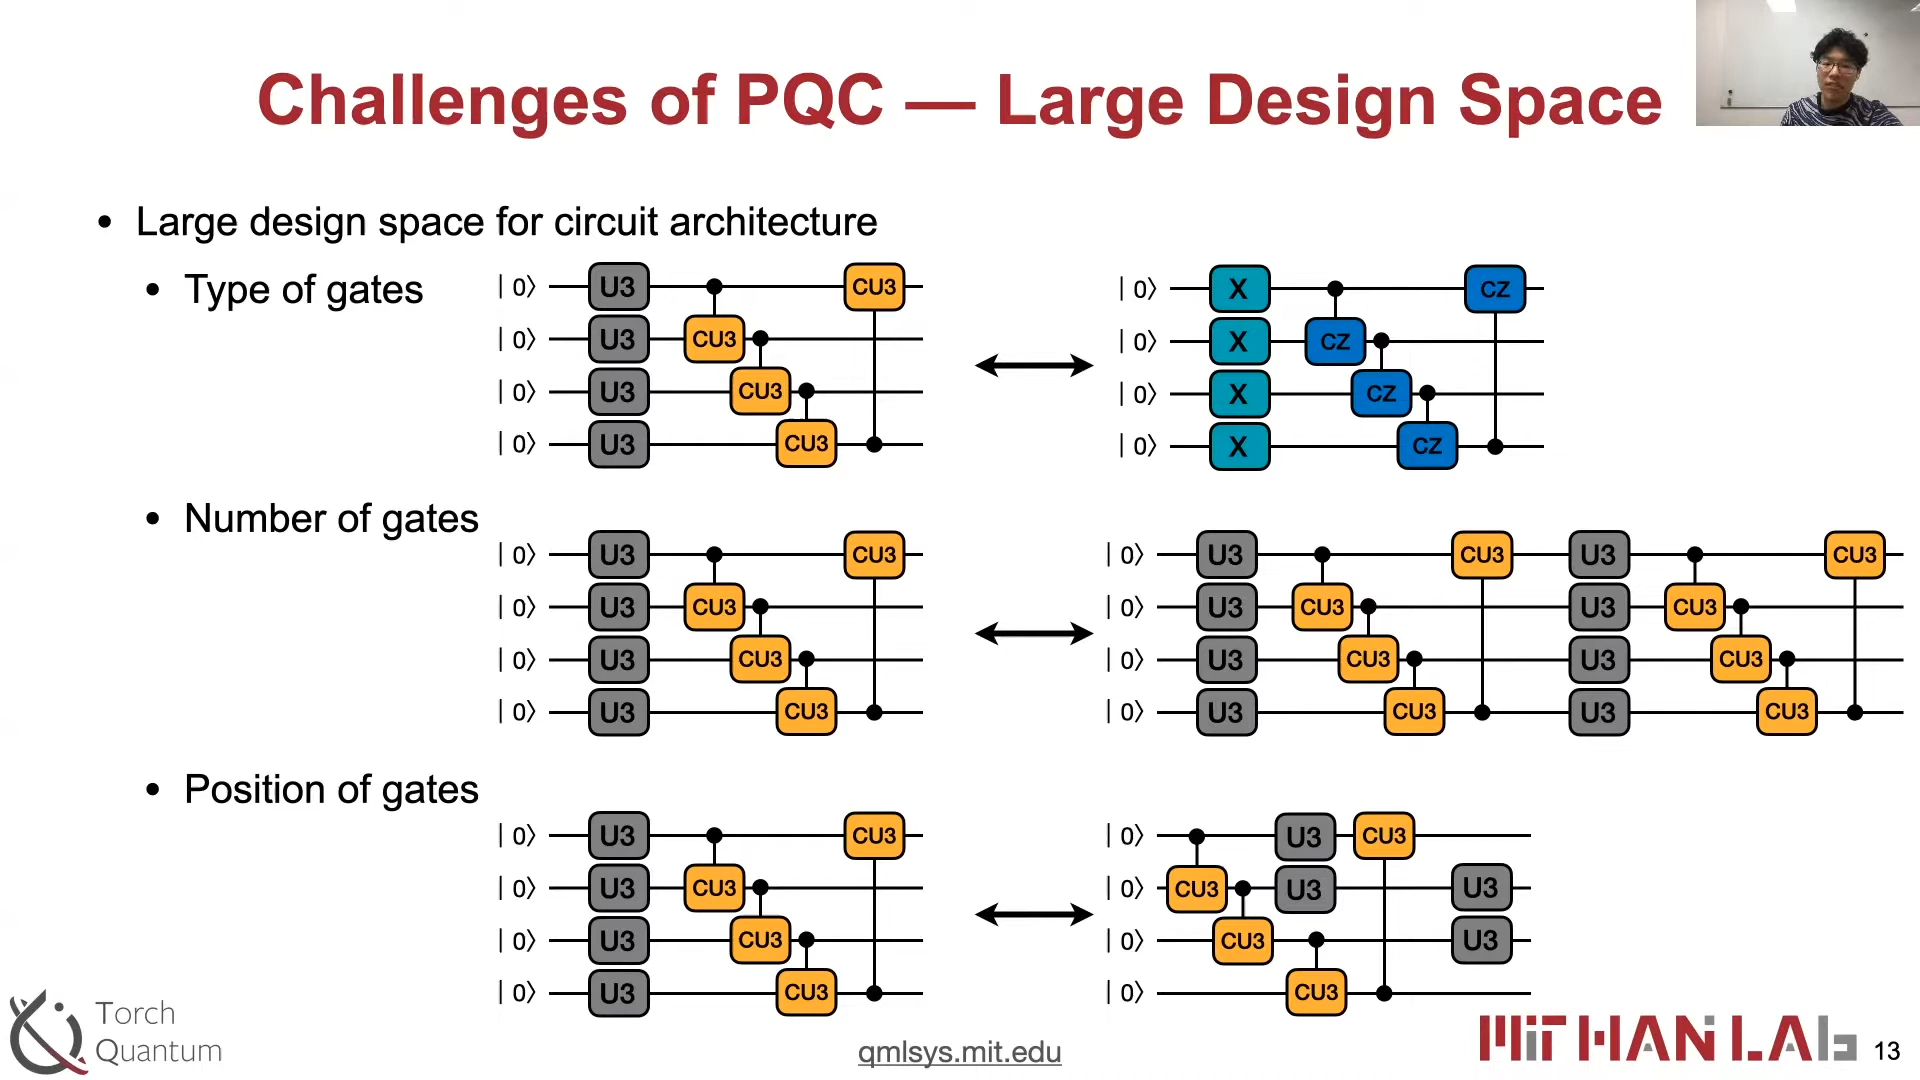 Challenges of PQC — Large Design Space
• Large design space for circuit architecture
• Type of gates
| 0⟩ U3 CU3
| 0⟩ U3 CU3
| 0⟩ U3 CU3
| 0⟩ U3 CU3
| 0⟩ X CZ
| 0⟩ X CZ
| 0⟩ X CZ
| 0⟩ X CZ
• Number of gates
| 0⟩ U3 CU3
| 0⟩ U3 CU3
| 0⟩ U3 CU3
| 0⟩ U3 CU3
| 0⟩ U3 CU3 U3 CU3
| 0⟩ U3 CU3 U3 CU3
| 0⟩ U3 CU3 U3 CU3
| 0⟩ U3 CU3 U3 CU3
• Position of gates
| 0⟩ U3 CU3
| 0⟩ U3 CU3
| 0⟩ U3 CU3
| 0⟩ U3 CU3
| 0⟩ U3 CU3
| 0⟩ CU3 U3 U3
| 0⟩ CU3 U3
| 0⟩ CU3
Torch
Quantum
qmlsys.mit.edu
MIT HAN LAB
13